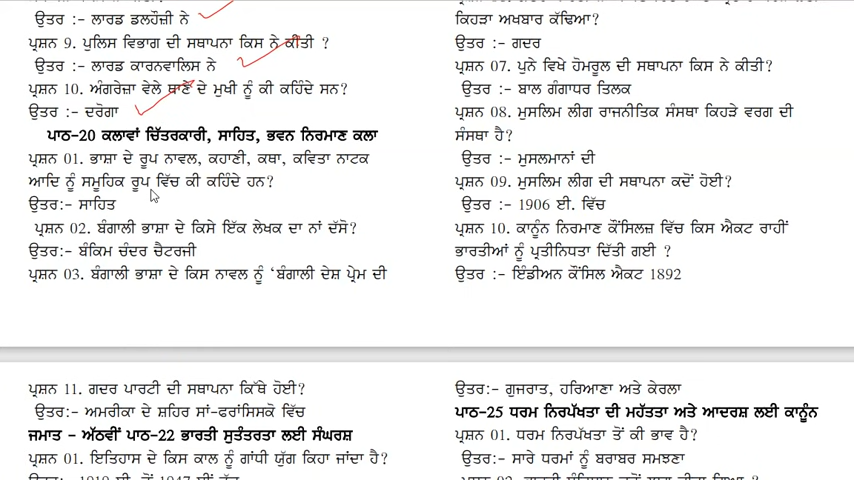 ਉਤਰ :- ਲਾਰਡ ਡਲਹੌਜ਼ੀ ਨੇ
ਪ੍ਰਸ਼ਨ 9. ਪੁਲਿਸ ਵਿਭਾਗ ਦੀ ਸਥਾਪਨਾ ਕਿਸ ਨੇ ਕੀਤੀ ?
ਉਤਰ :- ਲਾਰਡ ਕਾਰਨਵਾਲਿਸ ਨੇ
ਪ੍ਰਸ਼ਨ 10. ਅੰਗਰੇਜ਼ਾ ਵੇਲੇ ਥਾਣੇ ਦੇ ਮੁਖੀ ਨੂੰ ਕੀ ਕਹਿੰਦੇ ਸਨ?
ਉਤਰ :- ਦਰੋਗਾ
ਪਾਠ-20 ਕਲਾਵਾਂ ਚਿੱਤਰਕਾਰੀ, ਸਾਹਿਤ, ਭਵਨ ਨਿਰਮਾਣ ਕਲਾ
ਪ੍ਰਸ਼ਨ 01. ਭਾਸ਼ਾ ਦੇ ਰੂਪ ਨਾਵਲ, ਕਹਾਣੀ, ਕਥਾ, ਕਵਿਤਾ ਨਾਟਕ
ਆਦਿ ਨੂੰ ਸਮੂਹਿਕ ਰੂਪ ਵਿੱਚ ਕੀ ਕਹਿੰਦੇ ਹਨ?
ਉਤਰ:- ਸਾਹਿਤ
ਪ੍ਰਸ਼ਨ 02. ਬੰਗਾਲੀ ਭਾਸ਼ਾ ਦੇ ਕਿਸੇ ਇੱਕ ਲੇਖਕ ਦਾ ਨਾਂ ਦੱਸੋ?
ਉਤਰ:- ਬੰਕਿਮ ਚੰਦਰ ਚੈਟਰਜੀ
ਪ੍ਰਸ਼ਨ 03. ਬੰਗਾਲੀ ਭਾਸ਼ਾ ਦੇ ਕਿਸ ਨਾਵਲ ਨੂੰ ‘ਬੰਗਾਲੀ ਦੇਸ਼ ਪ੍ਰੇਮ ਦੀ
ਕਿਹੜਾ ਅਖਬਾਰ ਕੱਢਿਆ?
ਉਤਰ :- ਗਦਰ
ਪ੍ਰਸ਼ਨ 07. ਪੁਨੇ ਵਿਖੇ ਹੋਮਰੂਲ ਦੀ ਸਥਾਪਨਾ ਕਿਸ ਨੇ ਕੀਤੀ?
ਉਤਰ :- ਬਾਲ ਗੰਗਾਧਰ ਤਿਲਕ
ਪ੍ਰਸ਼ਨ 08. ਮੁਸਲਿਮ ਲੀਗ ਰਾਜਨੀਤਿਕ ਸੰਸਥਾ ਕਿਹੜੇ ਵਰਗ ਦੀ
ਸੰਸਥਾ ਹੈ?
ਉਤਰ :- ਮੁਸਲਮਾਨਾਂ ਦੀ
ਪ੍ਰਸ਼ਨ 09. ਮੁਸਲਿਮ ਲੀਗ ਦੀ ਸਥਾਪਨਾ ਕਦੋਂ ਹੋਈ?
ਉਤਰ :- 1906 ਈ. ਵਿੱਚ
ਪ੍ਰਸ਼ਨ 10. ਕਾਨੂੰਨ ਨਿਰਮਾਣ ਕੌਂਸਿਲਜ਼ ਵਿੱਚ ਕਿਸ ਐਕਟ ਰਾਹੀਂ
ਭਾਰਤੀਆਂ ਨੂੰ ਪ੍ਰਤੀਨਿਧਤਾ ਦਿੱਤੀ ਗਈ ?
ਉਤਰ :- ਇੰਡੀਅਨ ਕੌਂਸਿਲ ਐਕਟ 1892
ਪ੍ਰਸ਼ਨ 11. ਗਦਰ ਪਾਰਟੀ ਦੀ ਸਥਾਪਨਾ ਕਿੱਥੇ ਹੋਈ?
ਉਤਰ:- ਅਮਰੀਕਾ ਦੇ ਸ਼ਹਿਰ ਸਾਂ-ਫਰਾਂਸਿਸਕੋ ਵਿੱਚ
ਜਮਾਤ - ਅੱਠਵੀਂ ਪਾਠ-22 ਭਾਰਤੀ ਸੁਤੰਤਰਤਾ ਲਈ ਸੰਘਰਸ਼
ਪ੍ਰਸ਼ਨ 01. ਇਤਿਹਾਸ ਦੇ ਕਿਸ ਕਾਲ ਨੂੰ ਗਾਂਧੀ ਯੁੱਗ ਕਿਹਾ ਜਾਂਦਾ ਹੈ?
ਉਤਰ:- ਗੁਜਰਾਤ, ਹਰਿਆਣਾ ਅਤੇ ਕੇਰਲਾ
ਪਾਠ-25 ਧਰਮ ਨਿਰਪੱਖਤਾ ਦੀ ਮਹੱਤਤਾ ਅਤੇ ਆਦਰਸ਼ ਲਈ ਕਾਨੂੰਨ
ਪ੍ਰਸ਼ਨ 01. ਧਰਮ ਨਿਰਪੱਖਤਾ ਤੋਂ ਕੀ ਭਾਵ ਹੈ?
ਉਤਰ:- ਸਾਰੇ ਧਰਮਾਂ ਨੂੰ ਬਰਾਬਰ ਸਮਝਣਾ